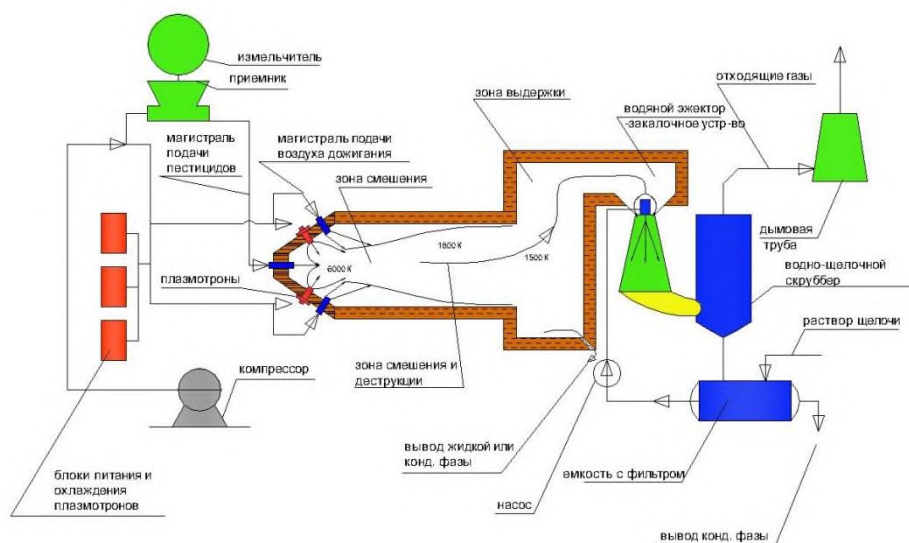 измельчитель
приемник
магистраль
подачи
пестицидов
магистраль подачи
воздуха дожигания
зона смешения
зона выдержки
водяной эжектор
-закалочное устр-во
отходящие газы
дымовая
труба
водно-щелочной
скруббер
раствор щелочи
плазмотроны
6000 К
1800 К
1500 К
компрессор
зона смешения и
деструкции
блоки питания и
охлаждения
плазмотронов
вывод жидкой или
конд. фазы
насос
емкость с фильтром
вывод конд. фазы